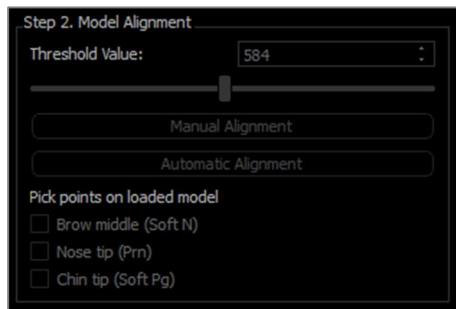 Step 2. Model Alignment
Threshold Value: 584
Manual Alignment
Automatic Alignment
Pick points on loaded model
Brow middle (Soft N)
Nose tip (Prn)
Chin tip (Soft Pg)